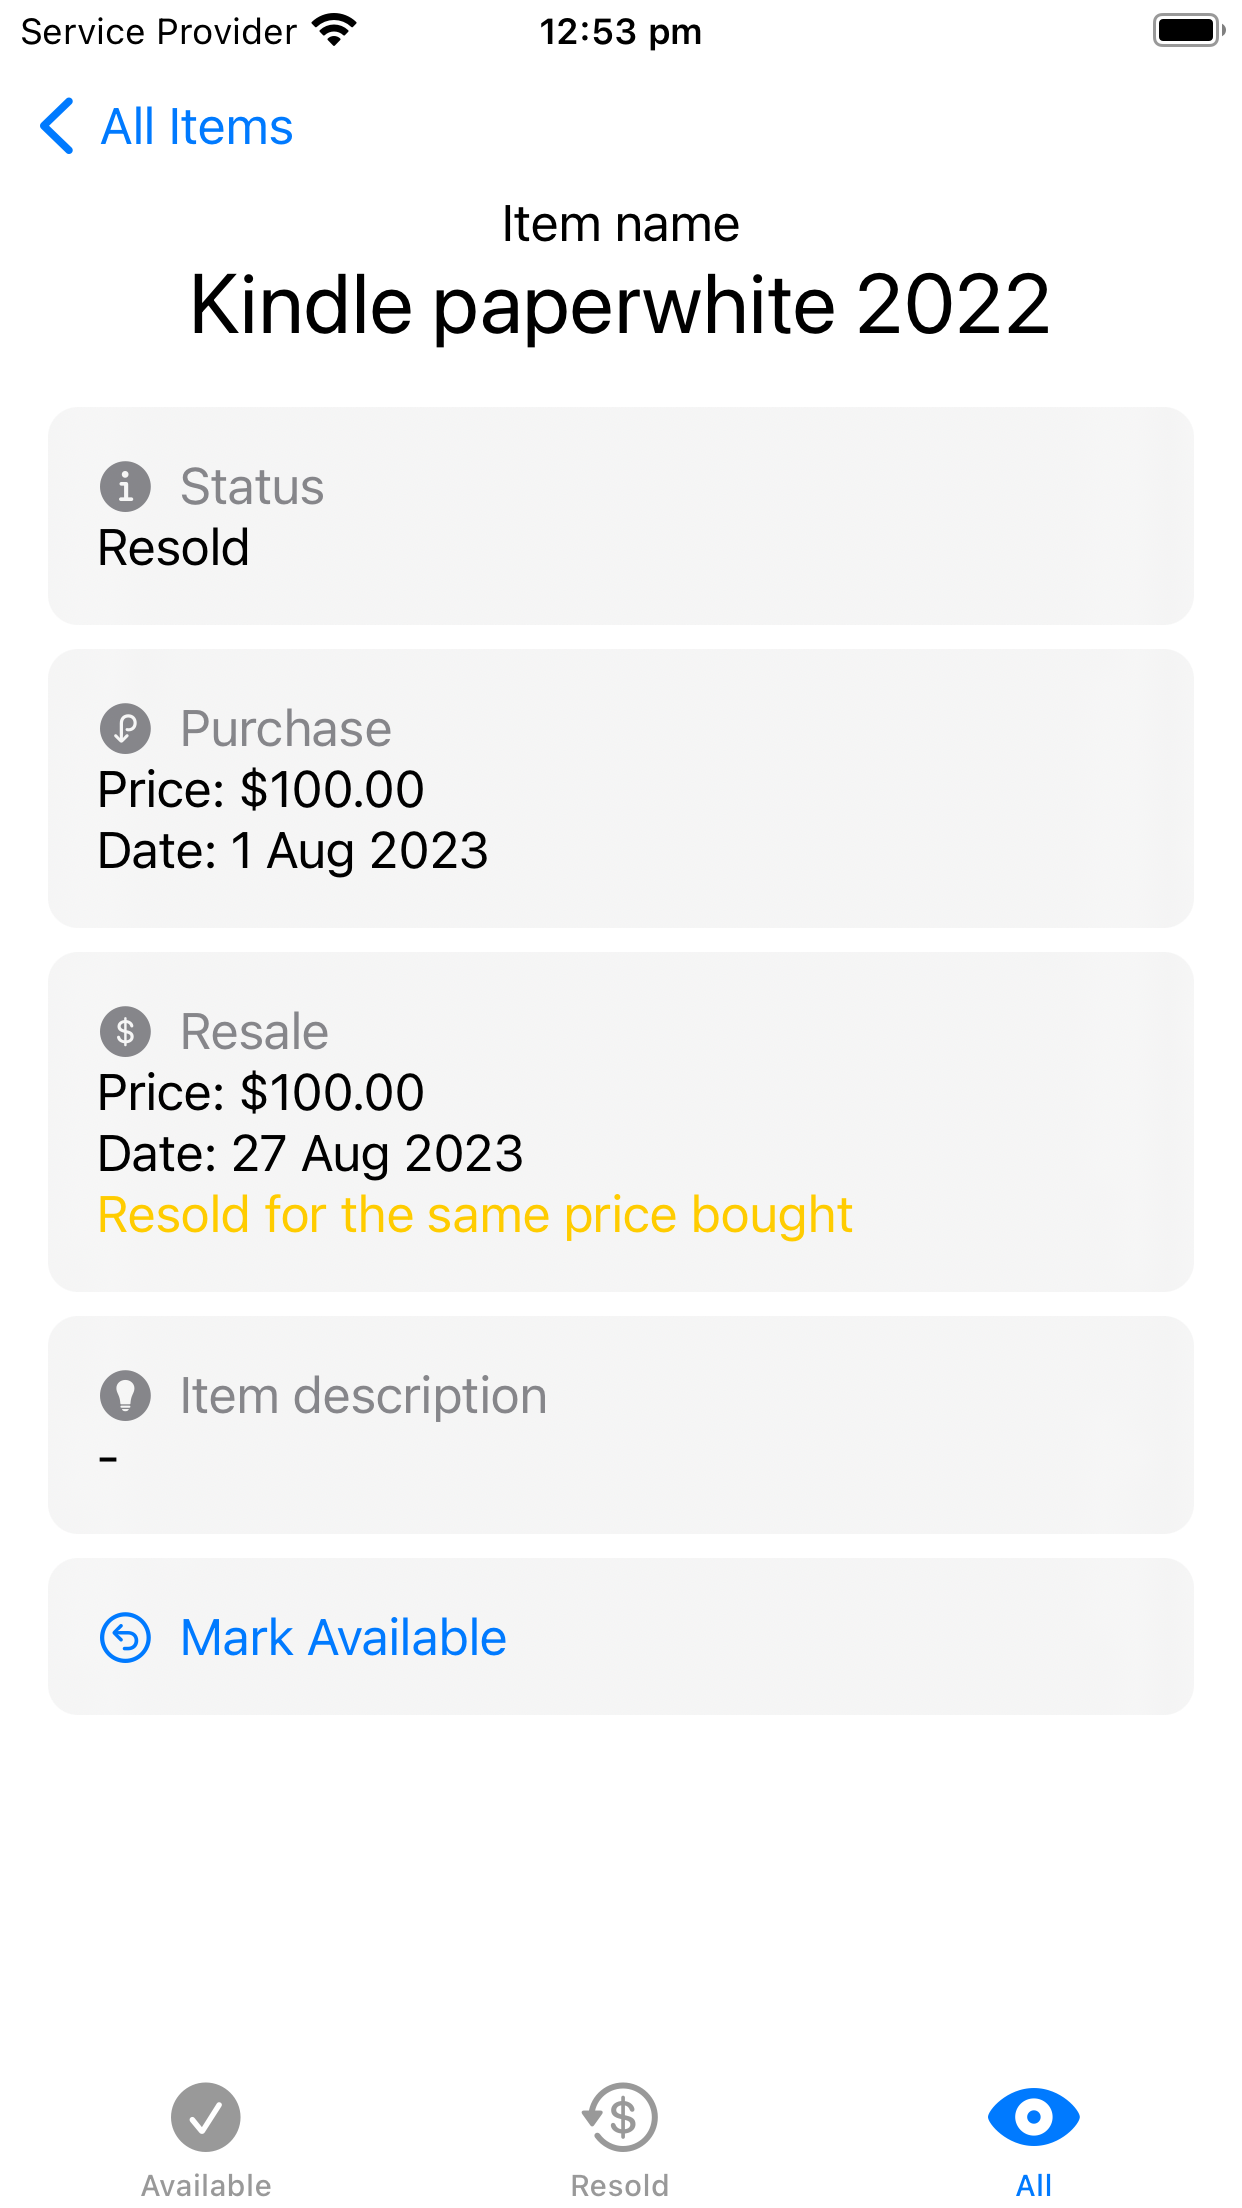 Service Provider 12:53 pm
All Items
Item name
Kindle paperwhite 2022
Status
Resold
Purchase
Price: $100.00
Date: 1 Aug 2023
Resale
Price: $100.00
Date: 27 Aug 2023
Resold for the same price bought
Item description
-
Mark Available
Available Resold All